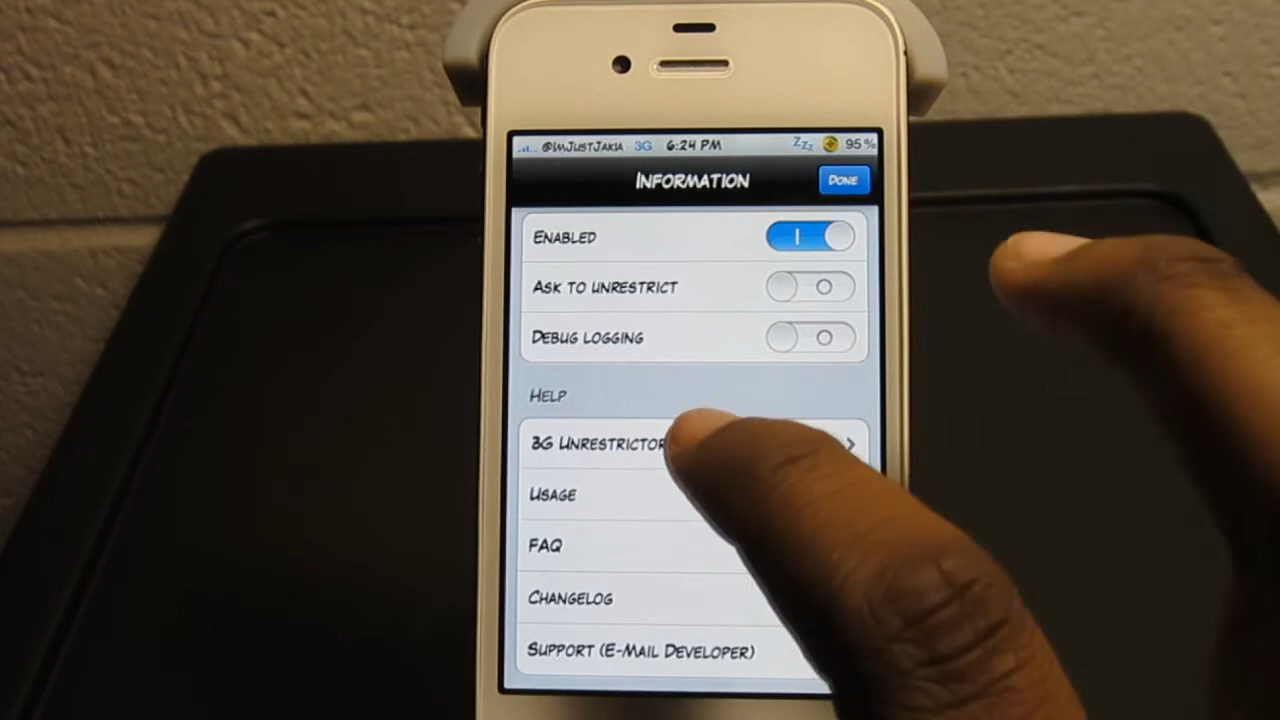 @ImJustJakia 3G 6:24 PM Zzz 95%
Information Done
Enabled
Ask to unrestrict
Debug logging
Help
3G Unrestrictor
Usage
FAQ
Changelog
Support (E-Mail Developer)